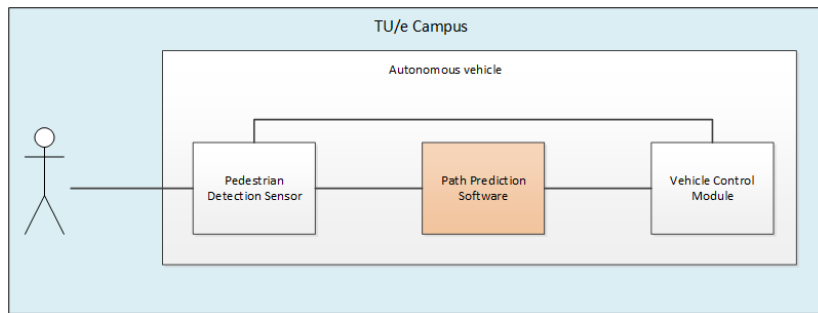 TU/e Campus
Autonomous vehicle
Pedestrian
Detection Sensor
Path Prediction
Software
Vehicle Control
Module